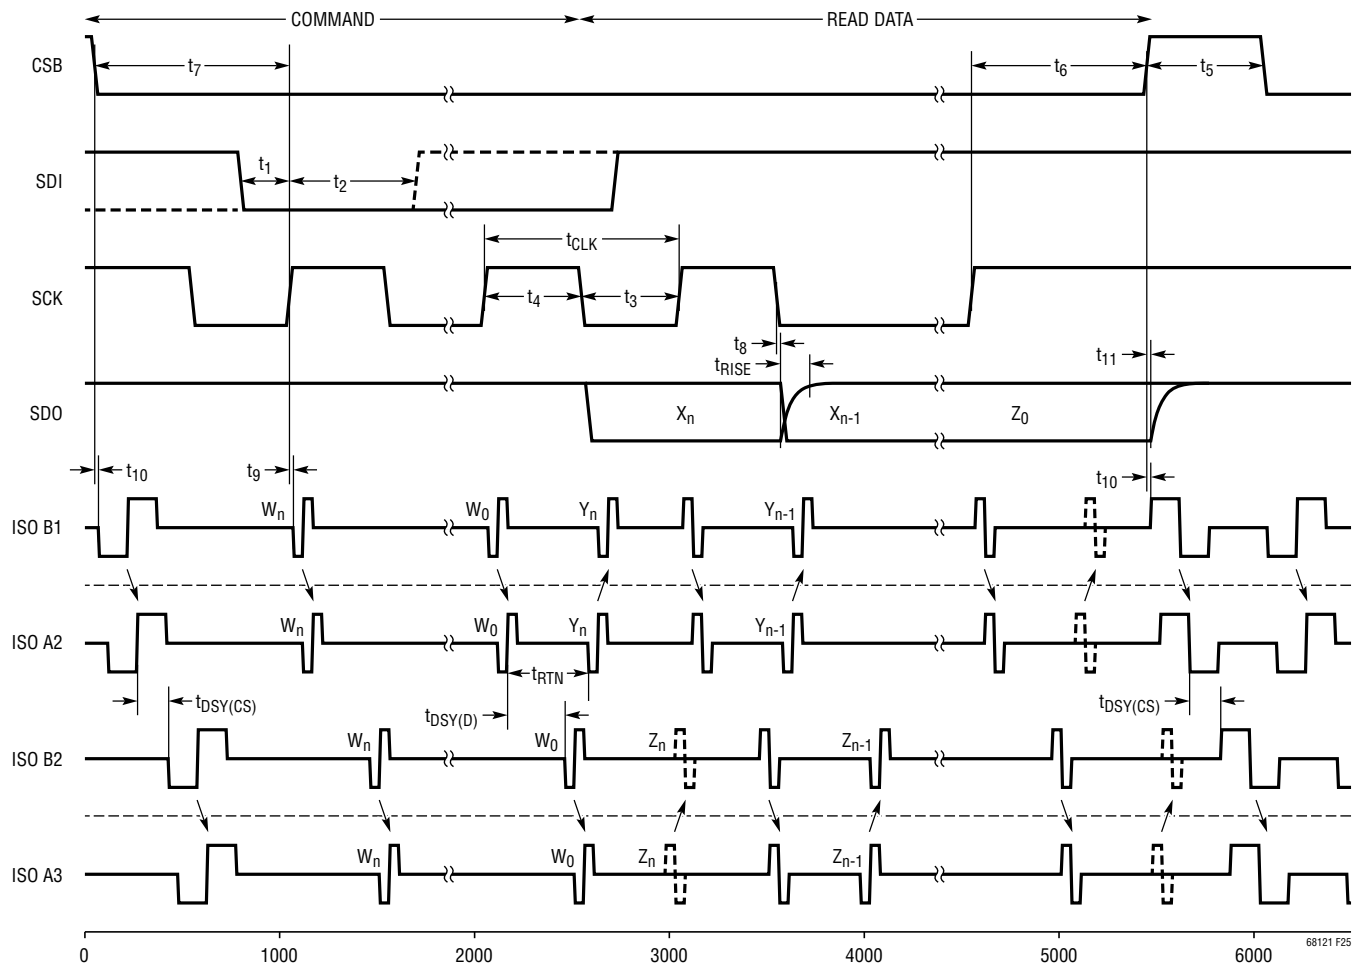 COMMAND READ DATA
CSB t7 t6 t5
SDI t1 t2
tCLK
SCK t4 t3
t8
tRISE t11
SDO Xn Xn-1 Z0
t10 t9 t10
ISO B1 Wn W0 Yn Yn-1
ISO A2 Wn W0 Yn Yn-1
tRTN
tDSY(CS) tDSY(D) tDSY(CS)
ISO B2 Wn W0 Zn Zn-1
ISO A3 Wn W0 Zn Zn-1
68121 F25
0 1000 2000 3000 4000 5000 6000